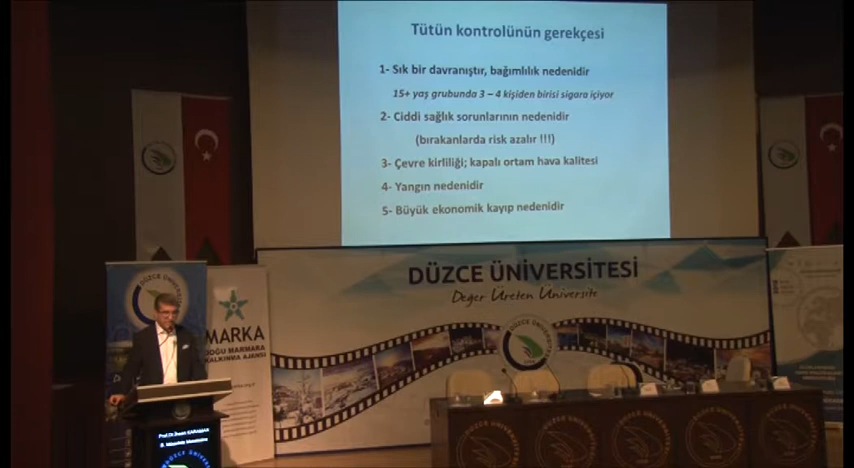 Tütün kontrolünün gerekçesi
1- Sık bir davranıştır, bağımlılık nedenidir
15+ yaş grubunda 3 – 4 kişiden birisi sigara içiyor
2- Ciddi sağlık sorunlarının nedenidir
(bırakanlarda risk azalır !!!)
3- Çevre kirliliği; kapalı ortam hava kalitesi
4- Yangın nedenidir
5- Büyük ekonomik kayıp nedenidir
DÜZCE ÜNİVERSİTESİ
Değer Üreten Üniversite
MARKA
DOĞU MARMARA
KALKINMA AJANSI